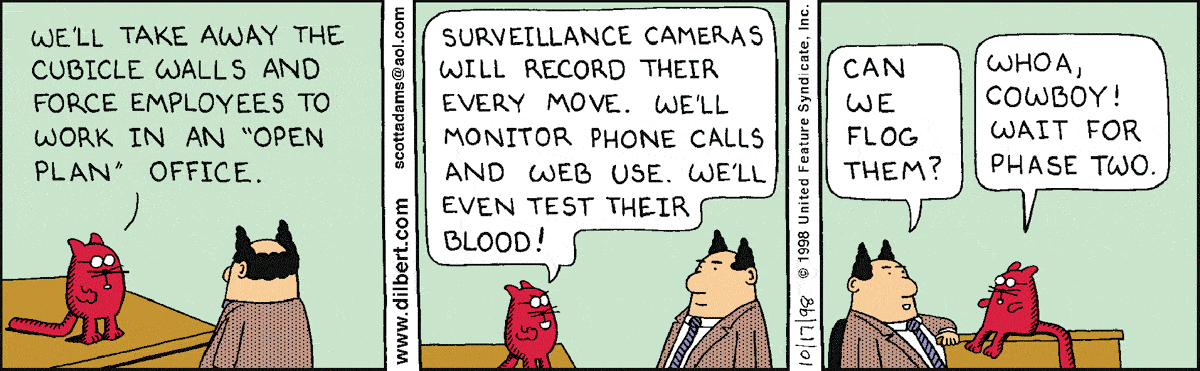 WE'LL TAKE AWAY THE
CUBICLE WALLS AND
FORCE EMPLOYEES TO
WORK IN AN "OPEN
PLAN" OFFICE.
www.dilbert.com scottadams@aol.com
SURVEILLANCE CAMERAS
WILL RECORD THEIR
EVERY MOVE. WE'LL
MONITOR PHONE CALLS
AND WEB USE. WE'LL
EVEN TEST THEIR
BLOOD!
10/17/98 © 1998 United Feature Syndicate, Inc.
CAN
WE
FLOG
THEM?
WHOA,
COWBOY!
WAIT FOR
PHASE TWO.